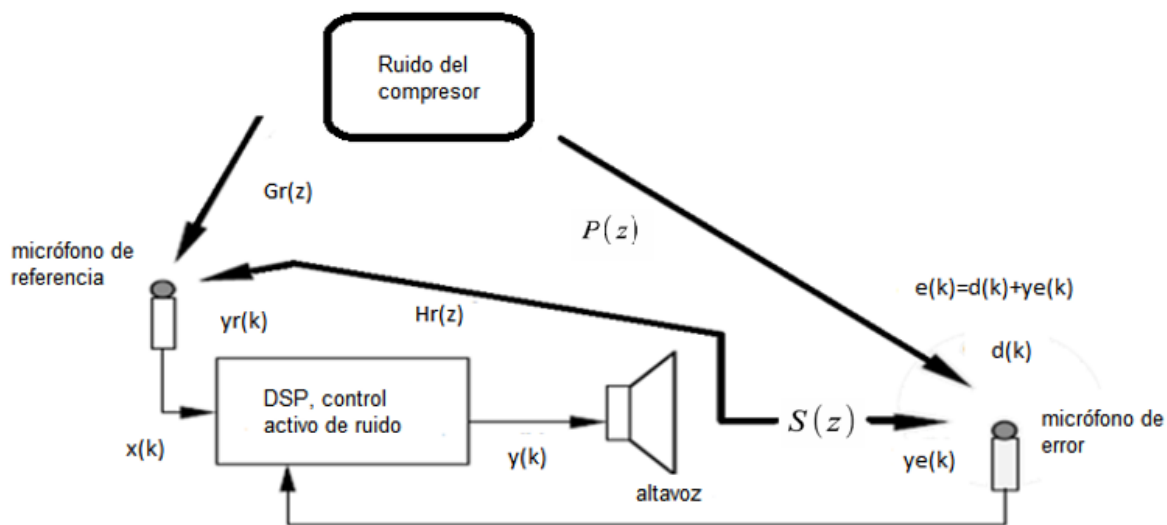 Ruido del
compresor
Gr(z)
P(z)
micrófono de
referencia
e(k)=d(k)+ye(k)
yr(k)
Hr(z)
d(k)
DSP, control
activo de ruido
S(z)
micrófono de
error
x(k)
y(k)
ye(k)
altavoz